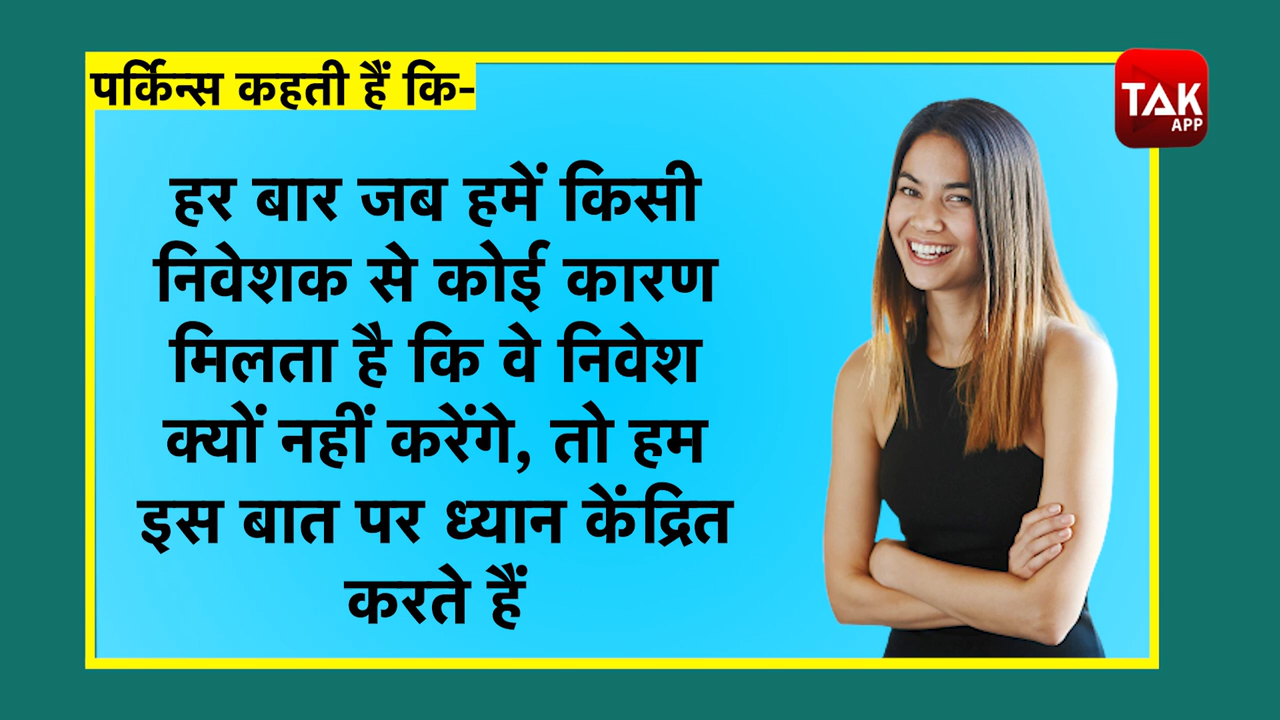 पर्किन्स कहती हैं कि-
TAK
APP
हर बार जब हमें किसी
निवेशक से कोई कारण
मिलता है कि वे निवेश
क्यों नहीं करेंगे, तो हम
इस बात पर ध्यान केंद्रित
करते हैं